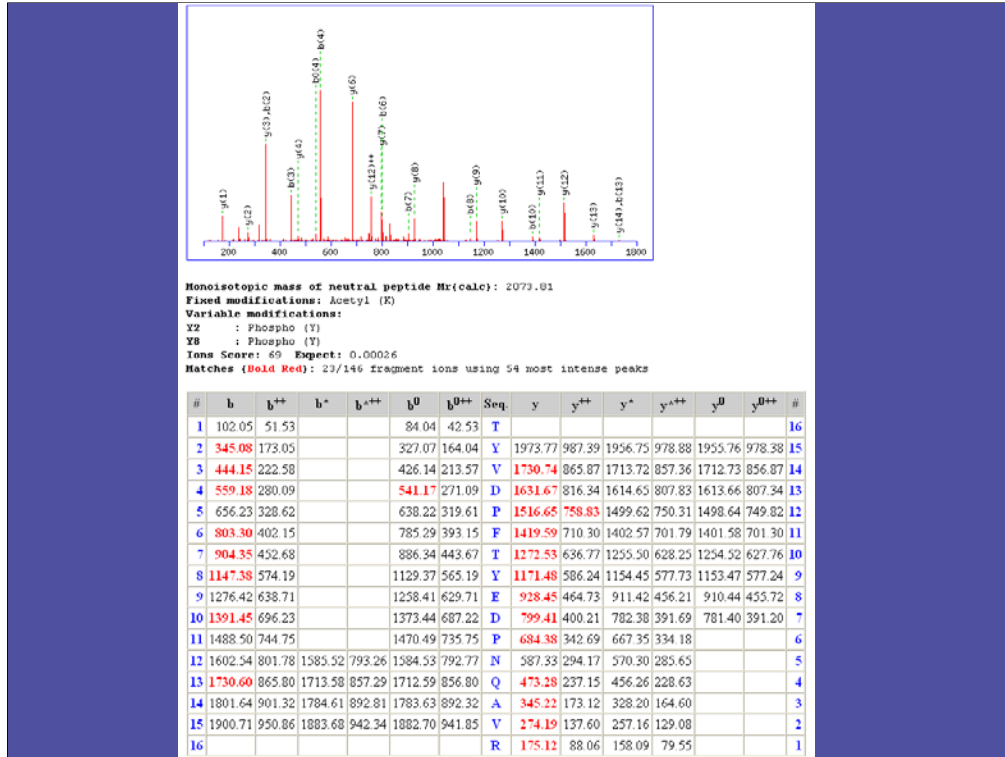 y(1)
y(2)
y(3),b(2)
b(3)
y(4)
b0(4)
b(4)
y(6)
y(12)++
y(7)
b(6)
b(7)
y(8)
b(8)
y(9)
y(10)
b(10)
y(11)
y(12)
y(13)
y(14),b(13)
200 400 600 800 1000 1200 1400 1600 1800
Monoisotopic mass of neutral peptide Mr(calc): 2073.81
Fixed modifications: Acetyl (K)
Variable modifications:
Y2 : Phospho (Y)
Y8 : Phospho (Y)
Ions Score: 69 Expect: 0.00026
Matches (Bold Red): 23/146 fragment ions using 54 most intense peaks
# b b++ b* b*++ b0 b0++ Seq. y y++ y* y*++ y0 y0++ #
1 102.05 51.53 84.04 42.53 T 16
2 345.08 173.05 327.07 164.04 Y 1973.77 987.39 1956.75 978.88 1955.76 978.38 15
3 444.15 222.58 426.14 213.57 V 1730.74 865.87 1713.72 857.36 1712.73 856.87 14
4 559.18 280.09 541.17 271.09 D 1631.67 816.34 1614.65 807.83 1613.66 807.34 13
5 656.23 328.62 638.22 319.61 P 1516.65 758.83 1499.62 750.31 1498.64 749.82 12
6 803.30 402.15 785.29 393.15 F 1419.59 710.30 1402.57 701.79 1401.58 701.30 11
7 904.35 452.68 886.34 443.67 T 1272.53 636.77 1255.50 628.25 1254.52 627.76 10
8 1147.38 574.19 1129.37 565.19 Y 1171.48 586.24 1154.45 577.73 1153.47 577.24 9
9 1276.42 638.71 1258.41 629.71 E 928.45 464.73 911.42 456.21 910.44 455.72 8
10 1391.45 696.23 1373.44 687.22 D 799.41 400.21 782.38 391.69 781.40 391.20 7
11 1488.50 744.75 1470.49 735.75 P 684.38 342.69 667.35 334.18 6
12 1602.54 801.78 1585.52 793.26 1584.53 792.77 N 587.33 294.17 570.30 285.65 5
13 1730.60 865.80 1713.58 857.29 1712.59 856.80 Q 473.28 237.15 456.26 228.63 4
14 1801.64 901.32 1784.61 892.81 1783.63 892.32 A 345.22 173.12 328.20 164.60 3
15 1900.71 950.86 1883.68 942.34 1882.70 941.85 V 274.19 137.60 257.16 129.08 2
16 R 175.12 88.06 158.09 79.55 1